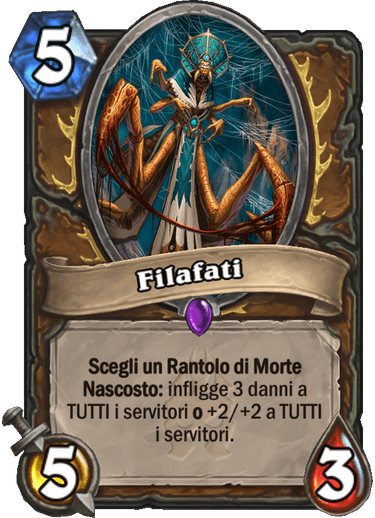 5
Filafati
Scegli un Rantolo di Morte
Nascosto: infligge 3 danni a
TUTTI i servitori o +2/+2 a TUTTI
i servitori.
5
3